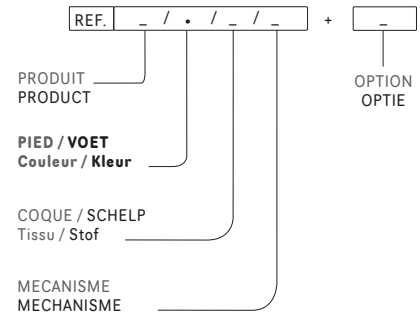 REF. _ / • / _ / _ + _
PRODUIT
PRODUCT
OPTION
OPTIE
PIED / VOET
Couleur / Kleur
COQUE / SCHELP
Tissu / Stof
MECANISME
MECHANISME